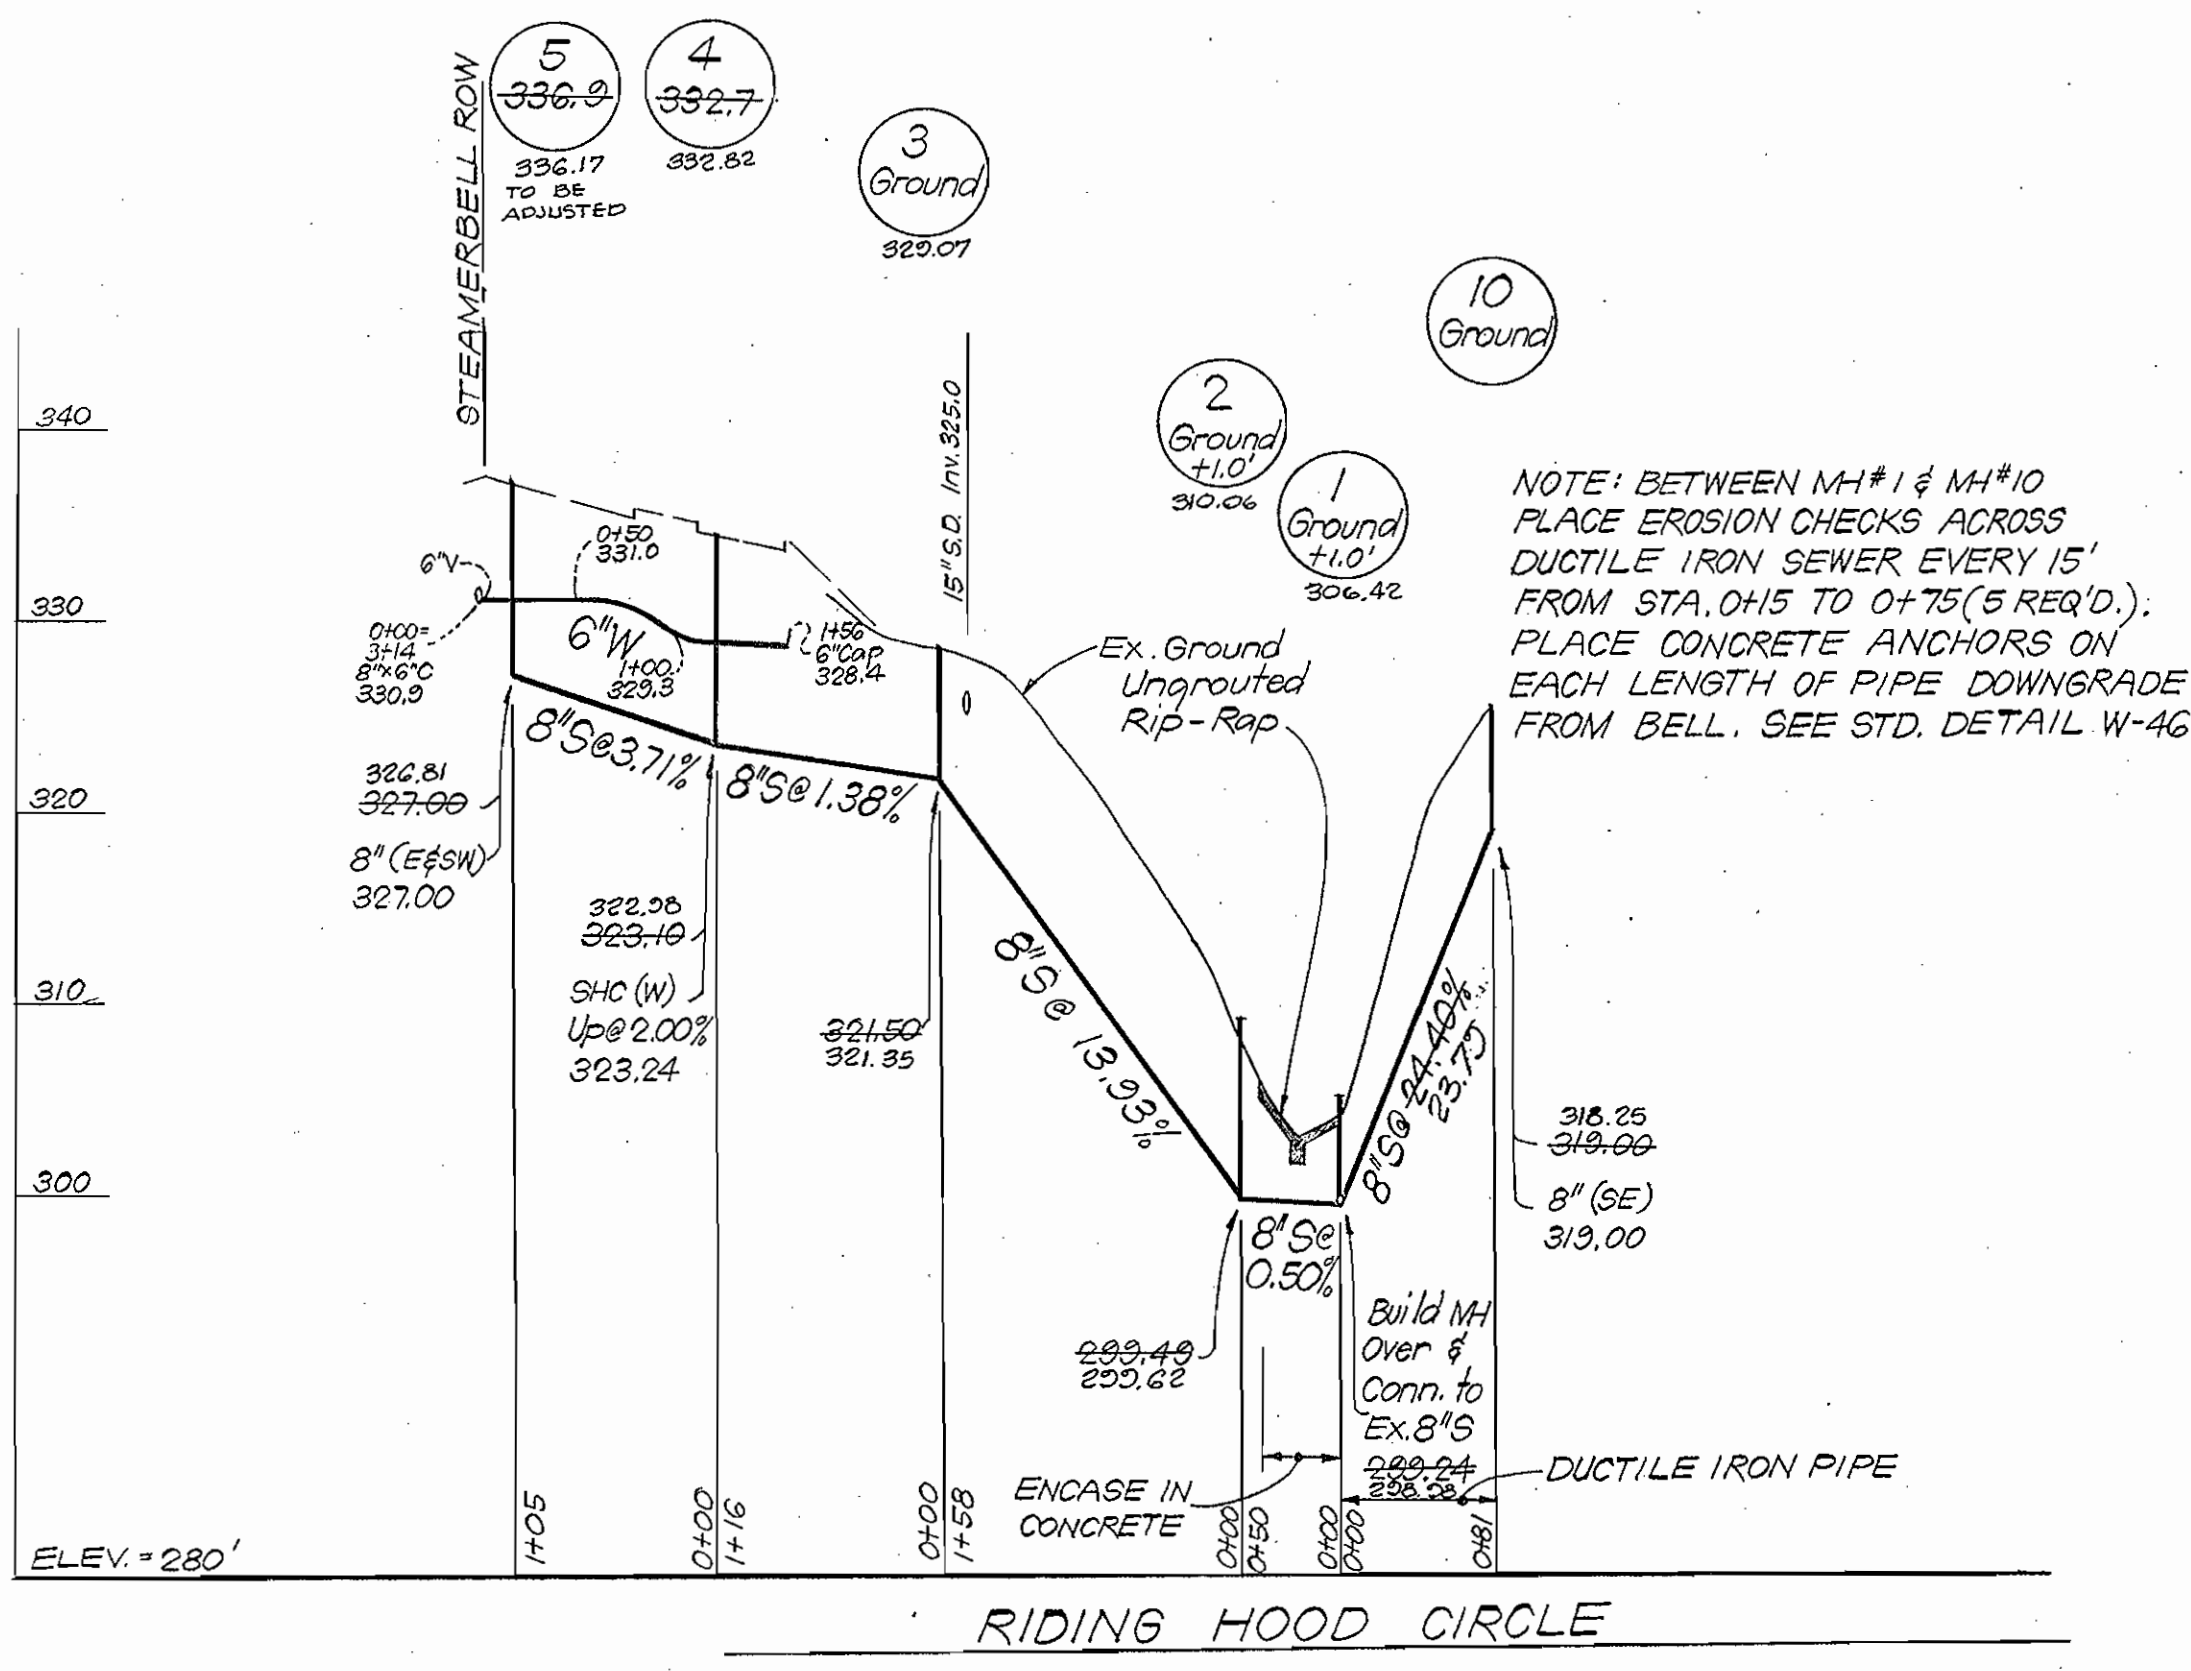 STEAMERBELL ROW
5
336.9
336.17
TO BE
ADJUSTED
4
332.7
332.82
3
Ground
329.07
10
Ground
2
Ground
+1.0'
310.06
1
Ground
+1.0'
306.42
15" S.D. Inv. 325.0
340
330
320
310
300
NOTE: BETWEEN MH#1 & MH#10
PLACE EROSION CHECKS ACROSS
DUCTILE IRON SEWER EVERY 15'
FROM STA. 0+15 TO 0+75 (5 REQ'D.).
PLACE CONCRETE ANCHORS ON
EACH LENGTH OF PIPE DOWNGRADE
FROM BELL. SEE STD. DETAIL W-46
6"V
0+50
331.0
0+00=
3+14
8"x6"C
330.9
6"W
1+00
329.3
1+56
6"Cap
328.4
Ex. Ground
Ungrouted
Rip-Rap
8"S@3.71%
8"S@1.38%
326.81
327.00
8" (E&SW)
327.00
322.98
323.10
SHC (W)
Up@2.00%
323.24
321.50
321.35
8"S @ 13.93%
8"S@ 24.40%
23.79
318.25
319.00
8" (SE)
319.00
8"S@
0.50%
299.49
299.62
Build MH
Over &
Conn. to
Ex. 8"S
299.24
298.98
ENCASE IN
CONCRETE
DUCTILE IRON PIPE
1+05
0+00
1+16
0+00
1+58
0+00
0+50
0+00
0+00
0+81
ELEV. = 280'
RIDING HOOD CIRCLE